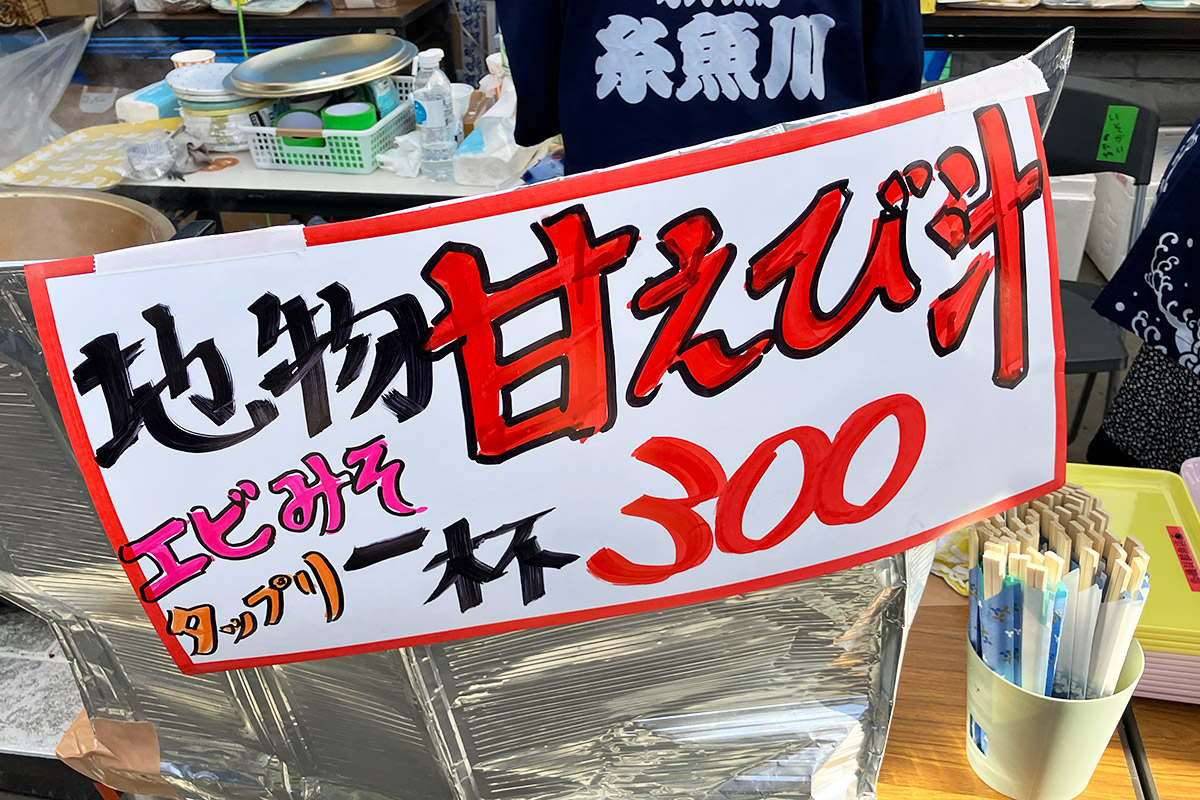 糸魚川
地物甘えび汁
エビみそ
タップリ
一杯300